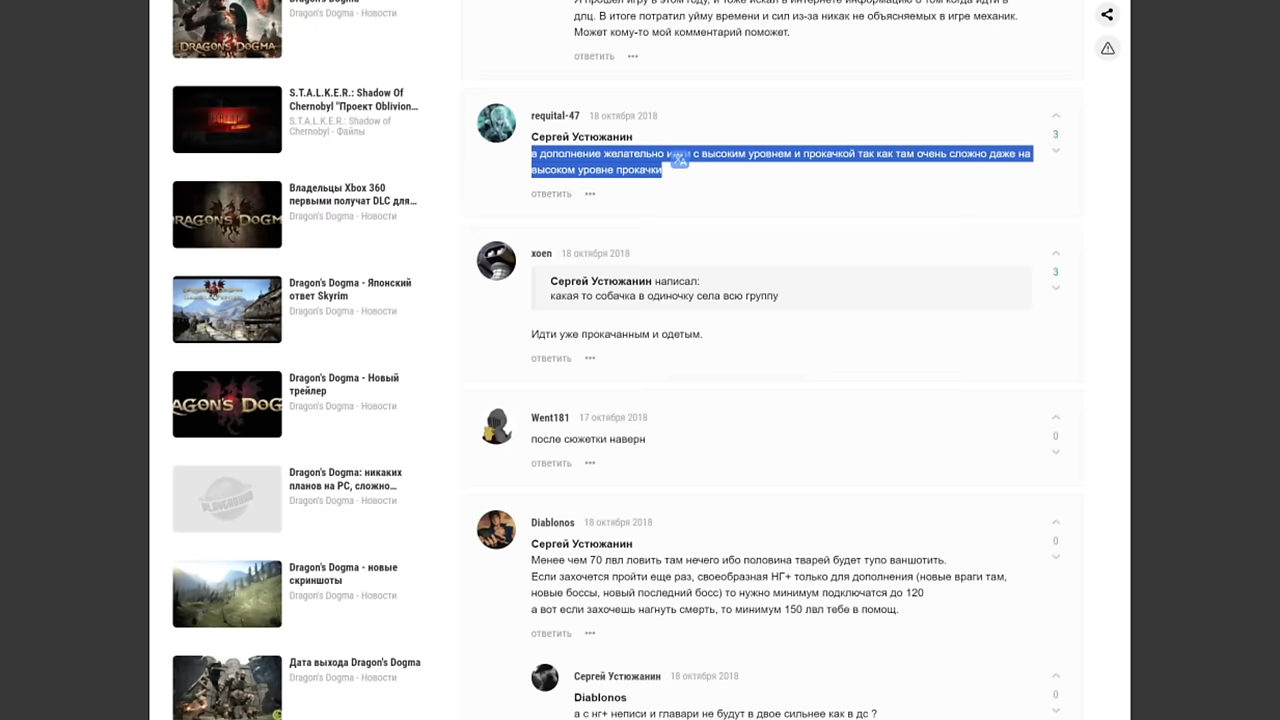 Dragon's Dogma - Новости
DRAGON'S DOGMA
S.T.A.L.K.E.R.: Shadow Of
Chernobyl "Проект Oblivion...
S.T.A.L.K.E.R.: Shadow of
Chernobyl - Файлы
Владельцы Xbox 360
первыми получат DLC для...
Dragon's Dogma - Новости
Dragon's Dogma - Японский
ответ Skyrim
Dragon's Dogma - Новости
Dragon's Dogma - Новый
трейлер
Dragon's Dogma - Новости
Dragon's Dogma: никаких
планов на PC, сложно...
Dragon's Dogma - Новости
PLAYGROUND
Dragon's Dogma - новые
скриншоты
Dragon's Dogma - Новости
Дата выхода Dragon's Dogma
Dragon's Dogma - Новости
Я прошел игру в этом году, и тоже искал в интернете информацию о том когда идти в
длц. В итоге потратил уйму времени и сил из-за никак не объясняемых в игре механик.
Может кому-то мой комментарий поможет.
ответить •••
requital-47 18 октября 2018
3
Сергей Устюжанин
в дополнение желательно с высоким уровнем и прокачкой так как там очень сложно даже на
высоком уровне прокачки
ответить •••
xoen 18 октября 2018
3
Сергей Устюжанин написал:
какая то собачка в одиночку села всю группу
Идти уже прокачанным и одетым.
ответить •••
Went181 17 октября 2018
0
после сюжетки наверн
ответить •••
Diablonos 18 октября 2018
0
Сергей Устюжанин
Менее чем 70 лвл ловить там нечего ибо половина тварей будет тупо ваншотить.
Если захочется пройти еще раз, своеобразная НГ+ только для дополнения (новые враги там,
новые боссы, новый последний босс) то нужно минимум подключатся до 120
а вот если захочешь нагнуть смерть, то минимум 150 лвл тебе в помощ.
ответить •••
Сергей Устюжанин 18 октября 2018
0
Diablonos
а с нг+ неписи и главари не будут в двое сильнее как в дс ?